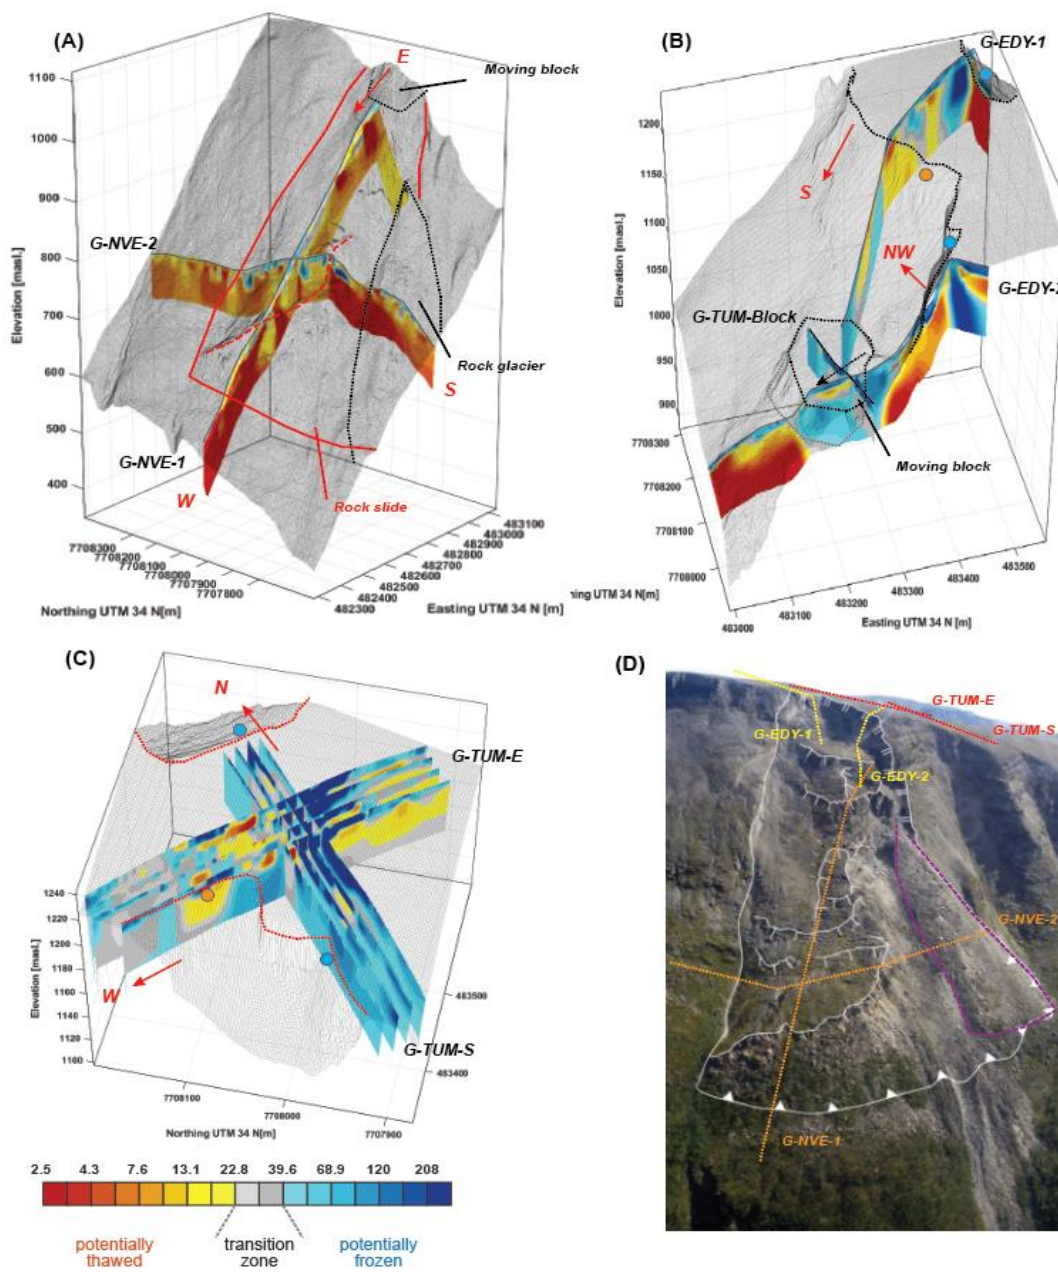 (A)
E
Moving block
1100
1000
900
800
700
600
500
400
Elevation [masl.]
G-NVE-2
Rock glacier
S
G-NVE-1
W
Rock slide
7708300
7708200
7708100
7708000
7707900
7707800
Northing UTM 34 N[m]
483100
483000
482900
482800
482700
482600
482500
482400
482300
Easting UTM 34 N [m]
(B)
G-EDY-1
1200
1150
1100
1050
1000
950
900
Elevation [masl.]
S
NW
G-EDY-2
G-TUM-Block
Moving block
7708300
7708200
7708100
7708000
ning UTM 34 N[m]
483000
483100
483200
483300
483400
483500
Easting UTM 34 N [m]
(C)
N
G-TUM-E
1240
1220
1200
1180
1160
1140
1120
1160
Elevation [masl.]
W
G-TUM-S
483500
483400
7708100
7708000
7707900
Northing UTM 34 N[m]
2.5 4.3 7.6 13.1 22.8 39.6 68.9 120 208
potentially thawed
transition zone
potentially frozen
(D)
G-TUM-E
G-TUM-S
G-EDY-1
G-EDY-2
G-NVE-2
G-NVE-1